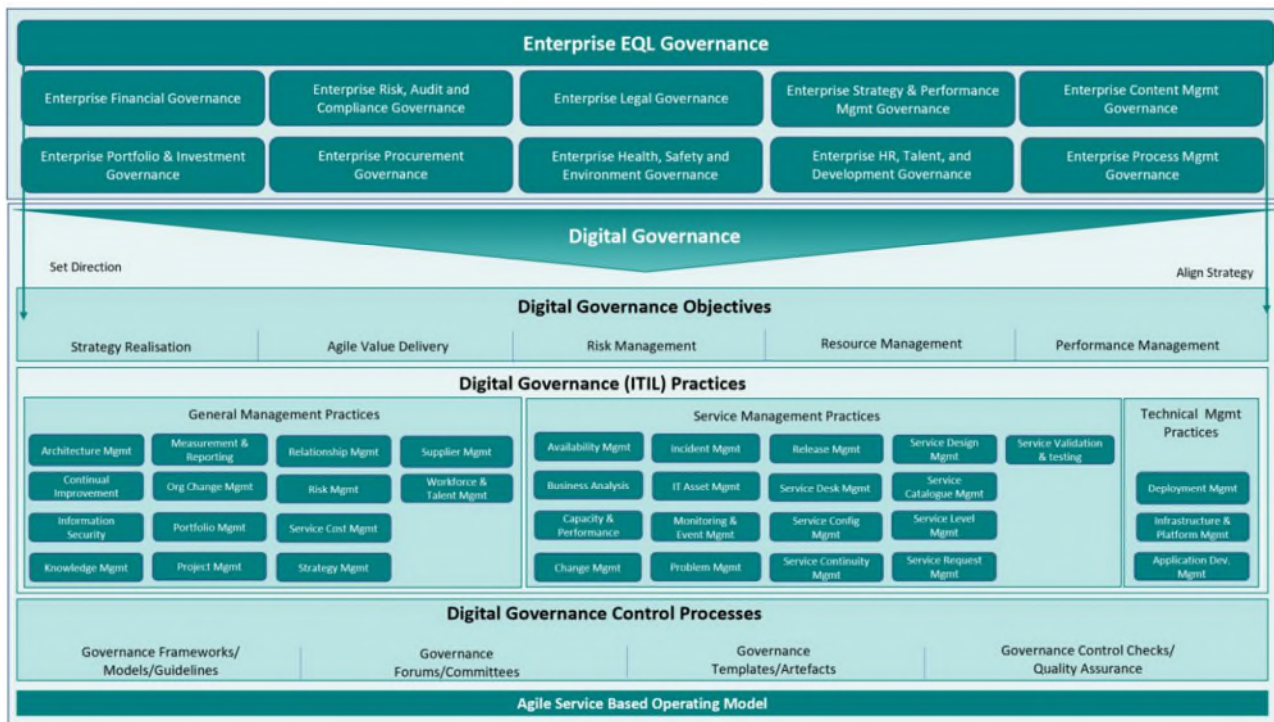 Enterprise EQL Governance
Enterprise Financial Governance
Enterprise Risk, Audit and
Compliance Governance
Enterprise Legal Governance
Enterprise Strategy & Performance
Mgmt Governance
Enterprise Content Mgmt
Governance
Enterprise Portfolio & Investment
Governance
Enterprise Procurement
Governance
Enterprise Health, Safety and
Environment Governance
Enterprise HR, Talent, and
Development Governance
Enterprise Process Mgmt
Governance
Digital Governance
Set Direction
Align Strategy
Digital Governance Objectives
Strategy Realisation
Agile Value Delivery
Risk Management
Resource Management
Performance Management
Digital Governance (ITIL) Practices
General Management Practices
Architecture Mgmt
Measurement &
Reporting
Relationship Mgmt
Supplier Mgmt
Continual
Improvement
Org Change Mgmt
Risk Mgmt
Workforce &
Talent Mgmt
Information
Security
Portfolio Mgmt
Service Cost Mgmt
Knowledge Mgmt
Project Mgmt
Strategy Mgmt
Service Management Practices
Availability Mgmt
Incident Mgmt
Release Mgmt
Service Design
Mgmt
Service Validation
& testing
Business Analysis
IT Asset Mgmt
Service Desk Mgmt
Service
Catalogue Mgmt
Capacity &
Performance
Monitoring &
Event Mgmt
Service Config
Mgmt
Service Level
Mgmt
Change Mgmt
Problem Mgmt
Service Continuity
Mgmt
Service Request
Mgmt
Technical Mgmt
Practices
Deployment Mgmt
Infrastructure &
Platform Mgmt
Application Dev.
Mgmt
Digital Governance Control Processes
Governance Frameworks/
Models/Guidelines
Governance
Forums/Committees
Governance
Templates/Artefacts
Governance Control Checks/
Quality Assurance
Agile Service Based Operating Model